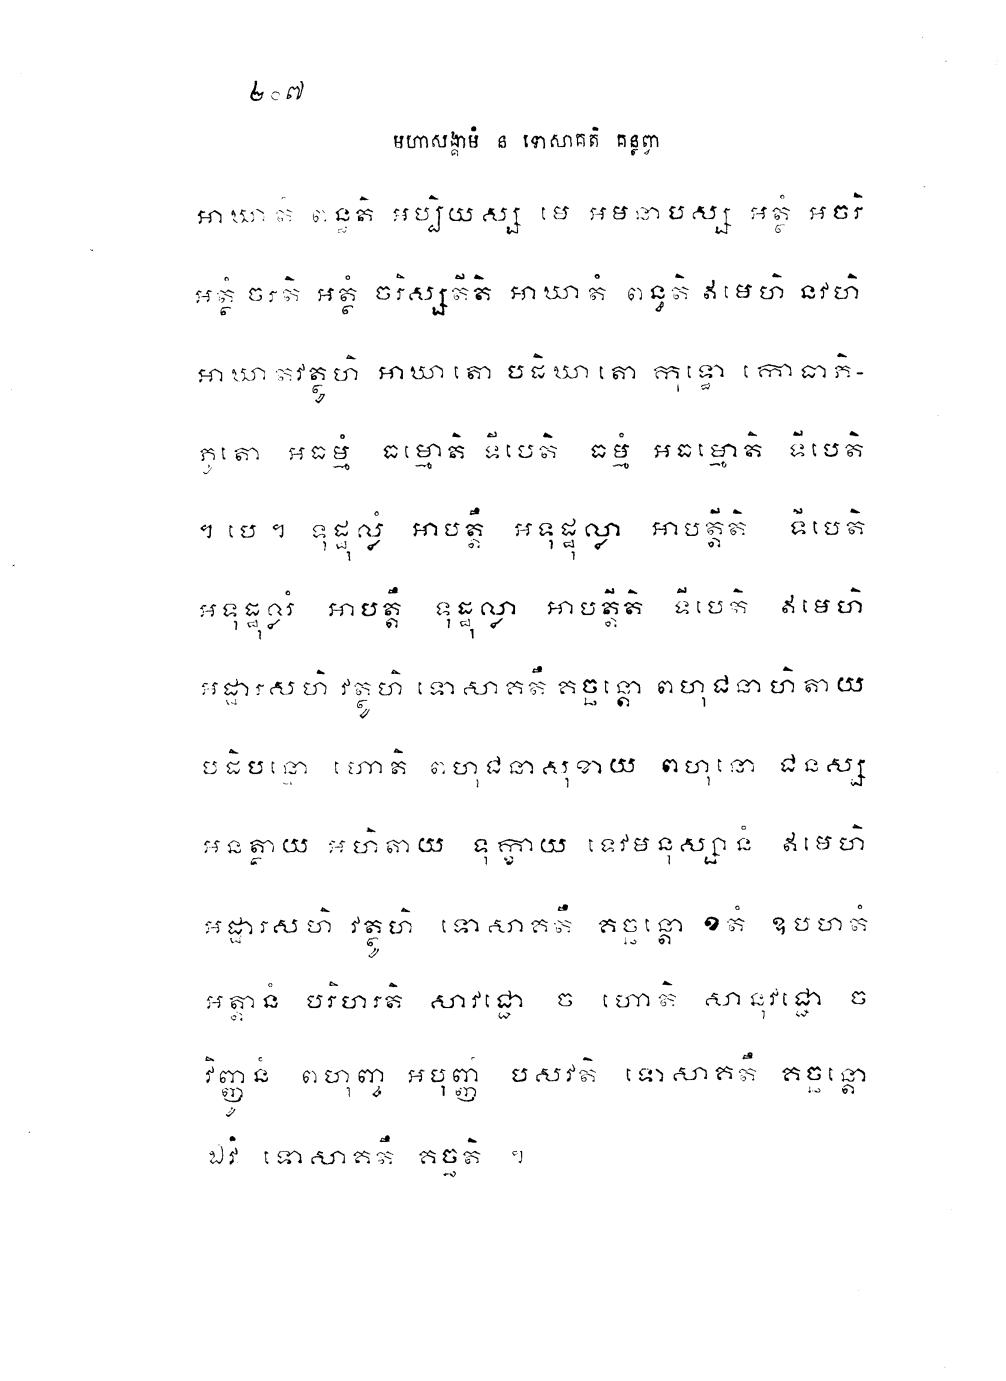 ២០៧
មហាសង្គាមំ ន ទោសាគតិ គន្តព្វា
អាឃាតំ ពន្ធតិ អប្បិយស្ស មេ អមនាបស្ស អត្ថំ អចរិ
អត្ថំ ចរតិ អត្ថំ ចរិស្សតីតិ អាឃាតំ ពន្ធតិ ឥមេហិ នវហិ
អាឃាតវត្ថូហិ អាឃាតោ បដិឃាតោ កុទ្ធោ កោធាភិ-
ភូតោ អធម្មំ ធម្មោតិ ទីបេតិ ធម្មំ អធម្មោតិ ទីបេតិ
។ បេ ។ ទុដ្ឋុល្លំ អាបត្តឹ អទុដ្ឋុល្លា អាបត្តីតិ ទីបេតិ
អទុដ្ឋុល្លំ អាបត្តឹ ទុដ្ឋុល្លា អាបត្តីតិ ទីបេតិ ឥមេហិ
អដ្ឋារសហិ វត្ថូហិ ទោសាគតឹ គច្ឆន្តោ ពហុជនាហិតាយ
បដិបន្នោ ហោតិ ពហុជនាសុខាយ ពហុនោ ជនស្ស
អនត្ថាយ អហិតាយ ទុក្ខាយ ទេវមនុស្សានំ ឥមេហិ
អដ្ឋារសហិ វត្ថូហិ ទោសាគតឹ គច្ឆន្តោ ១តំ ឧបហតំ
អត្តានំ បរិហរតិ សាវជ្ជោ ច ហោតិ សានុវជ្ជោ ច
វិញ្ញូនំ ពហុញ្ច អបុញ្ញំ បសវតិ ទោសាគតឹ គច្ឆន្តោ
ឯវំ ទោសាគតឹ គច្ឆតិ ។